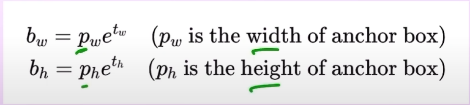 b_w = p_w e^{t_w} (p_w is the width of anchor box)
b_h = p_h e^{t_h} (p_h is the height of anchor box)